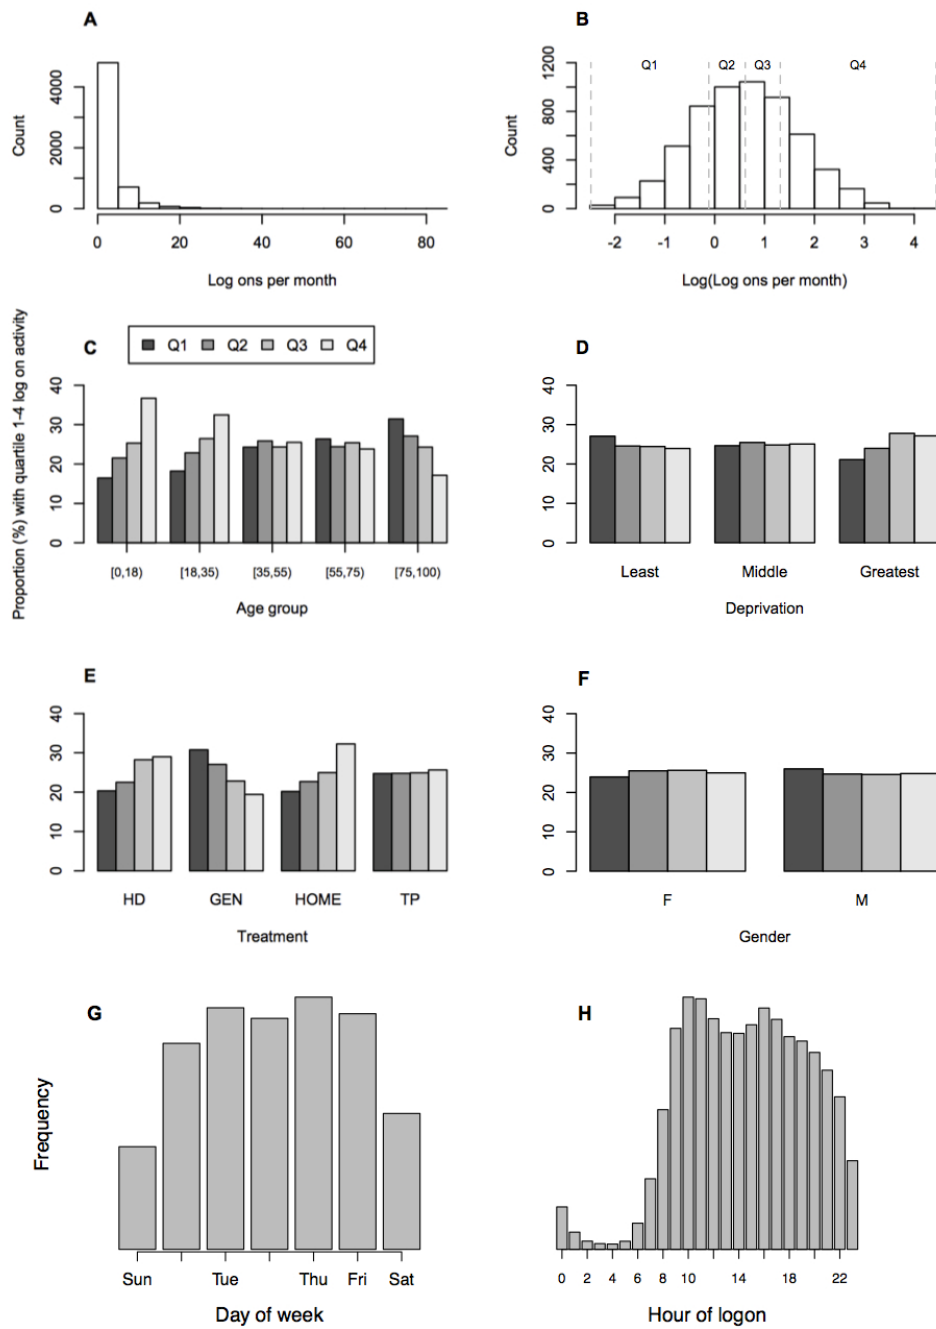 A
Count
0
2000
4000
0 20 40 60 80
Log ons per month
B
Count
0
400
800
1200
Q1 Q2 Q3 Q4
-2 -1 0 1 2 3 4
Log(Log ons per month)
Proportion (%) with quartile 1-4 log on activity
C
Q1 Q2 Q3 Q4
0
10
20
30
40
[0,18) [18,35) [35,55) [55,75) [75,100)
Age group
D
0
10
20
30
40
Least Middle Greatest
Deprivation
E
0
10
20
30
40
HD GEN HOME TP
Treatment
F
0
10
20
30
40
F M
Gender
G
Frequency
Sun Tue Thu Fri Sat
Day of week
H
0 2 4 6 8 10 14 18 22
Hour of logon